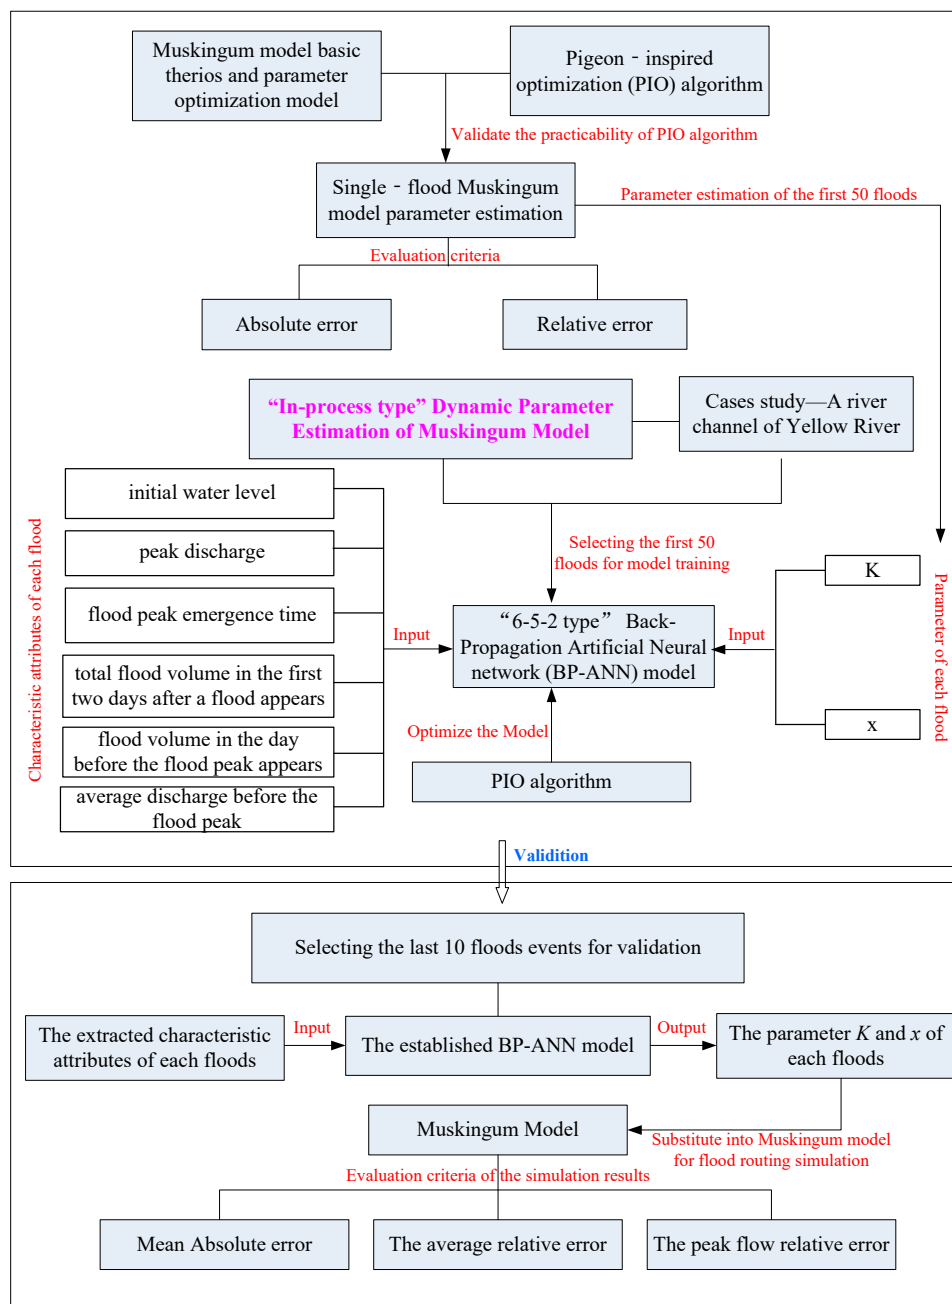 Muskingum model basic
therios and parameter
optimization model
Pigeon‐inspired
optimization (PIO) algorithm
Validate the practicability of PIO algorithm
Single‐flood Muskingum
model parameter estimation
Parameter estimation of the first 50 floods
Evaluation criteria
Absolute error
Relative error
“In-process type” Dynamic Parameter
Estimation of Muskingum Model
Cases study—A river
channel of Yellow River
Characteristic attributes of each flood
initial water level
peak discharge
flood peak emergence time
total flood volume in the first
two days after a flood appears
flood volume in the day
before the flood peak appears
average discharge before the
flood peak
Input
Selecting the first 50
floods for model training
“6-5-2 type” Back-
Propagation Artificial Neural
network (BP-ANN) model
Input
K
x
Parameter of each flood
Optimize the Model
PIO algorithm
Validition
Selecting the last 10 floods events for validation
The extracted characteristic
attributes of each floods
Input
The established BP-ANN model
Output
The parameter K and x of
each floods
Muskingum Model
Substitute into Muskingum model
for flood routing simulation
Evaluation criteria of the simulation results
Mean Absolute error
The average relative error
The peak flow relative error